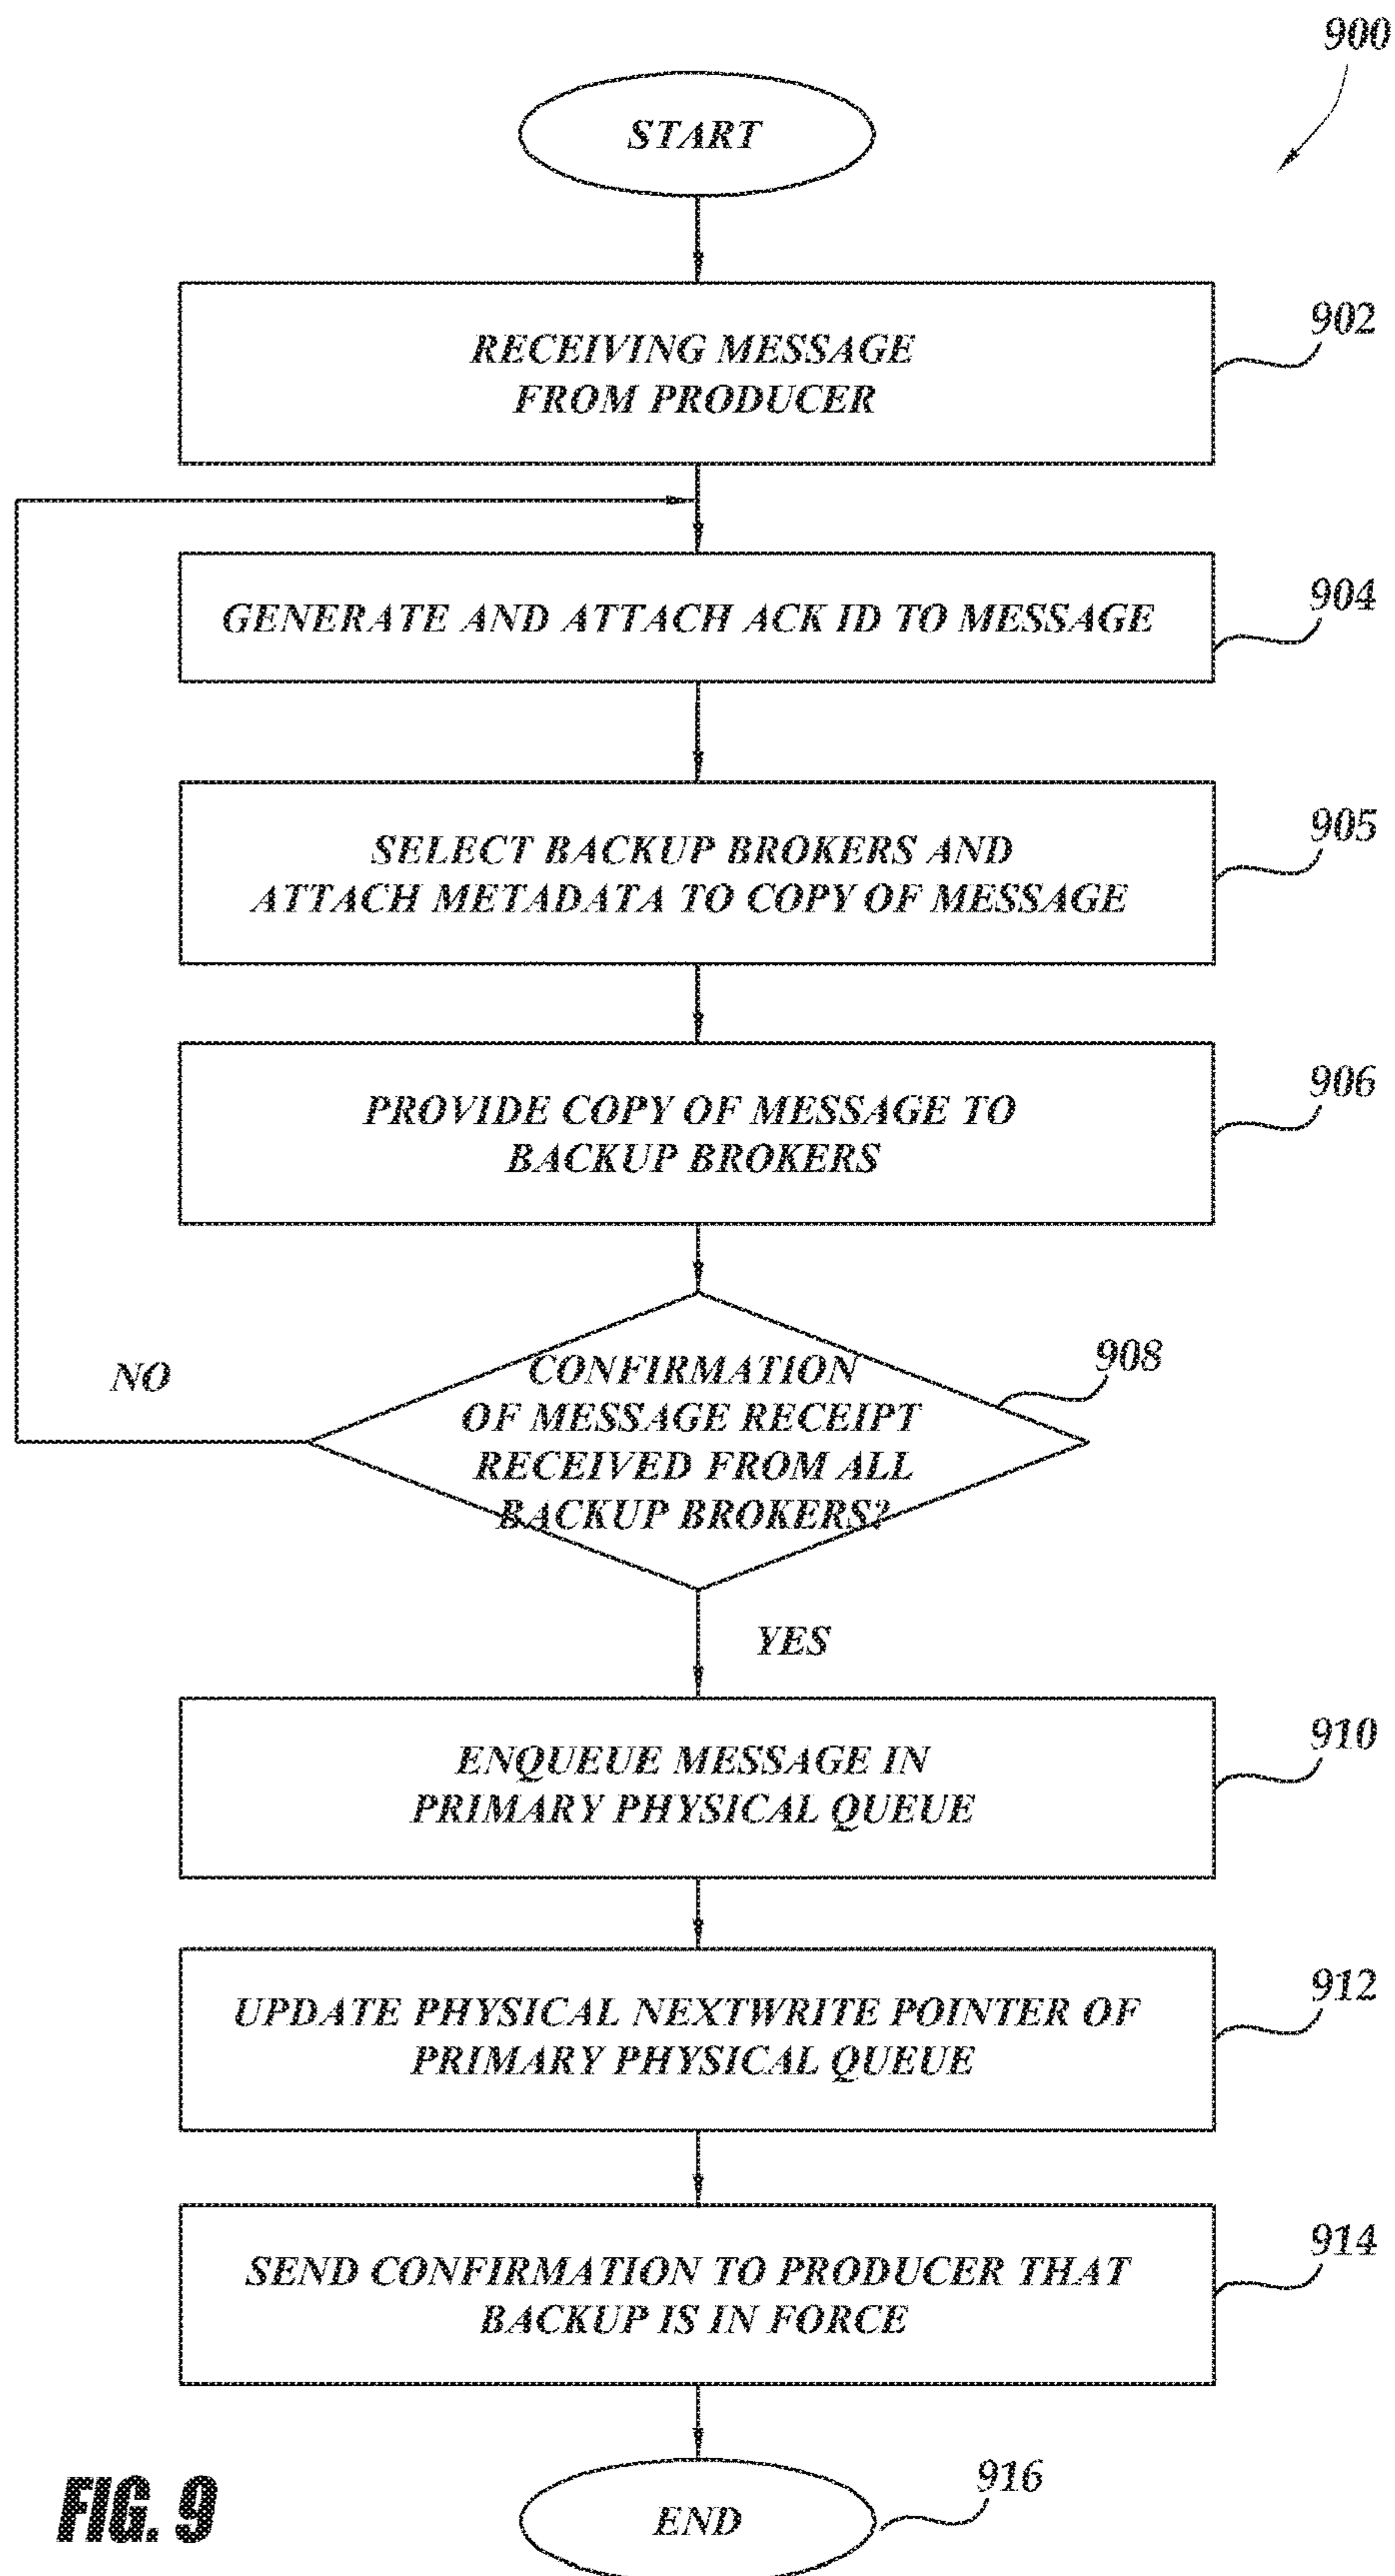 900
START
RECEIVING MESSAGE
FROM PRODUCER
902
GENERATE AND ATTACH ACK ID TO MESSAGE
904
SELECT BACKUP BROKERS AND
ATTACH METADATA TO COPY OF MESSAGE
905
PROVIDE COPY OF MESSAGE TO
BACKUP BROKERS
906
NO
CONFIRMATION
OF MESSAGE RECEIPT
RECEIVED FROM ALL
BACKUP BROKERS?
908
YES
ENQUEUE MESSAGE IN
PRIMARY PHYSICAL QUEUE
910
UPDATE PHYSICAL NEXTWRITE POINTER OF
PRIMARY PHYSICAL QUEUE
912
SEND CONFIRMATION TO PRODUCER THAT
BACKUP IS IN FORCE
914
END
916
FIG. 9